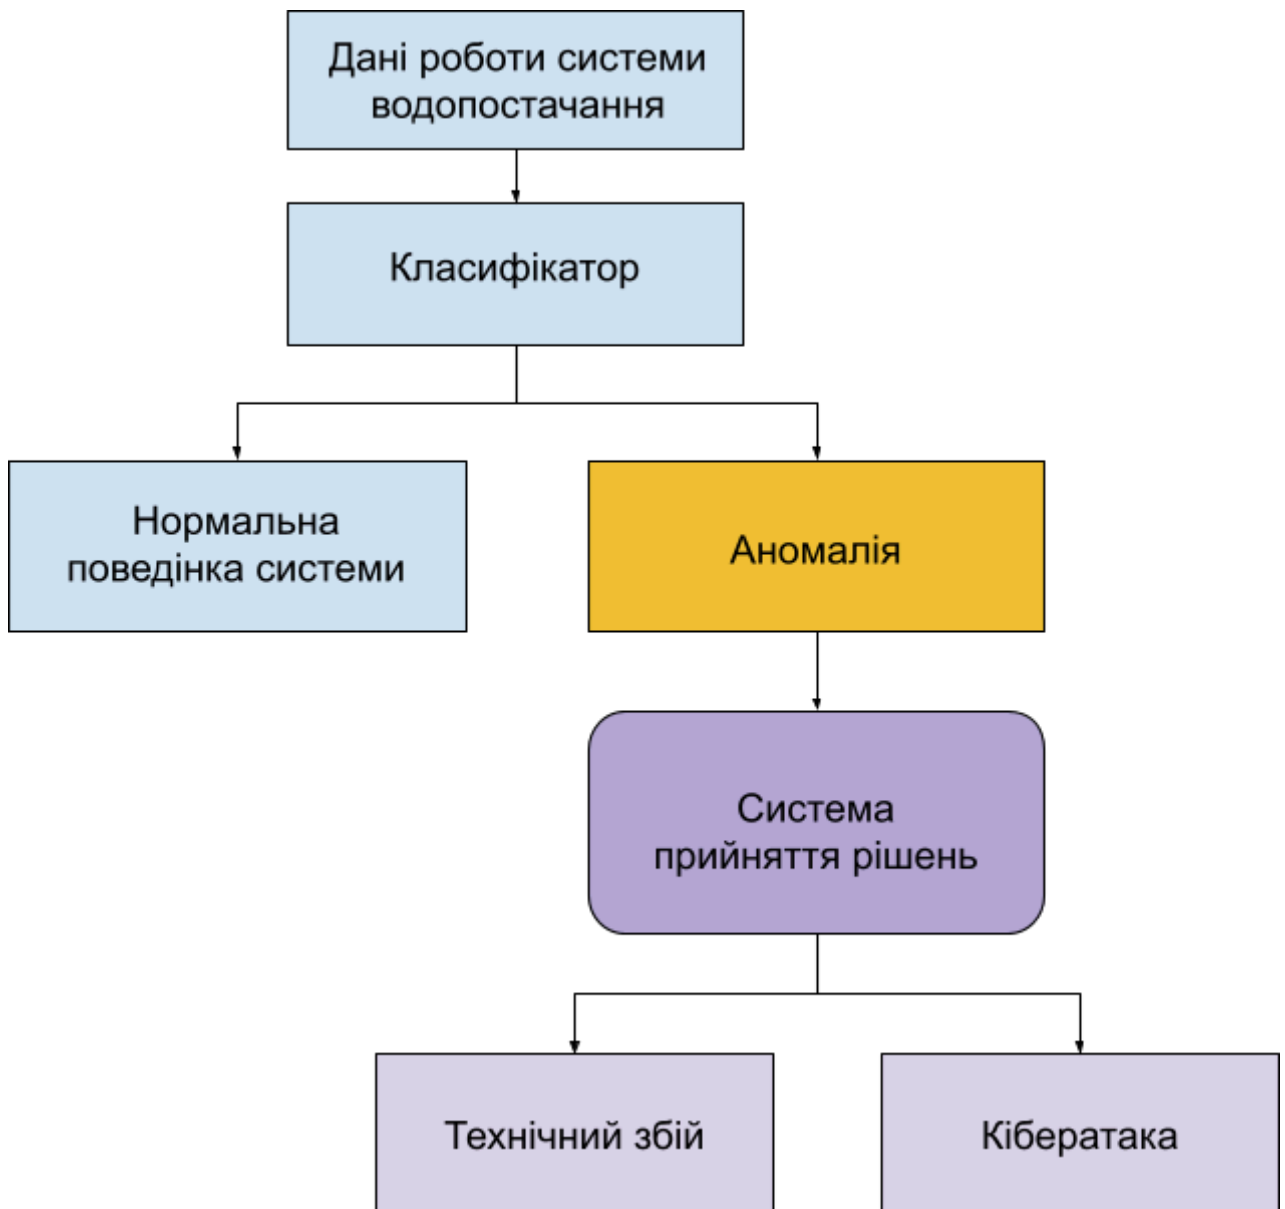 Дані роботи системи
водопостачання
Класифікатор
Нормальна
поведінка системи
Аномалія
Система
прийняття рішень
Технічний збій
Кібератака